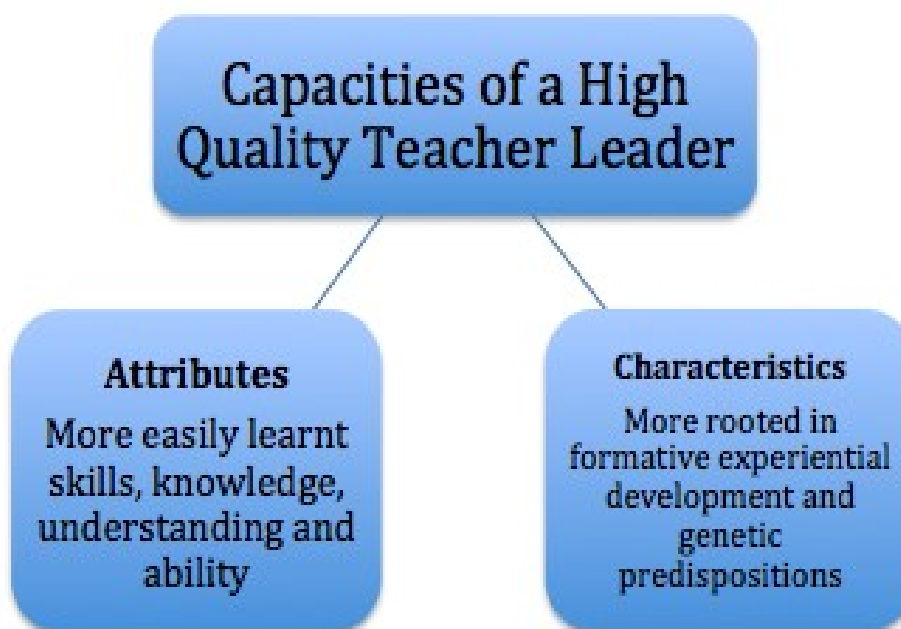 Capacities of a High
Quality Teacher Leader
Attributes
More easily learnt
skills, knowledge,
understanding and
ability
Characteristics
More rooted in
formative experiential
development and
genetic
predispositions